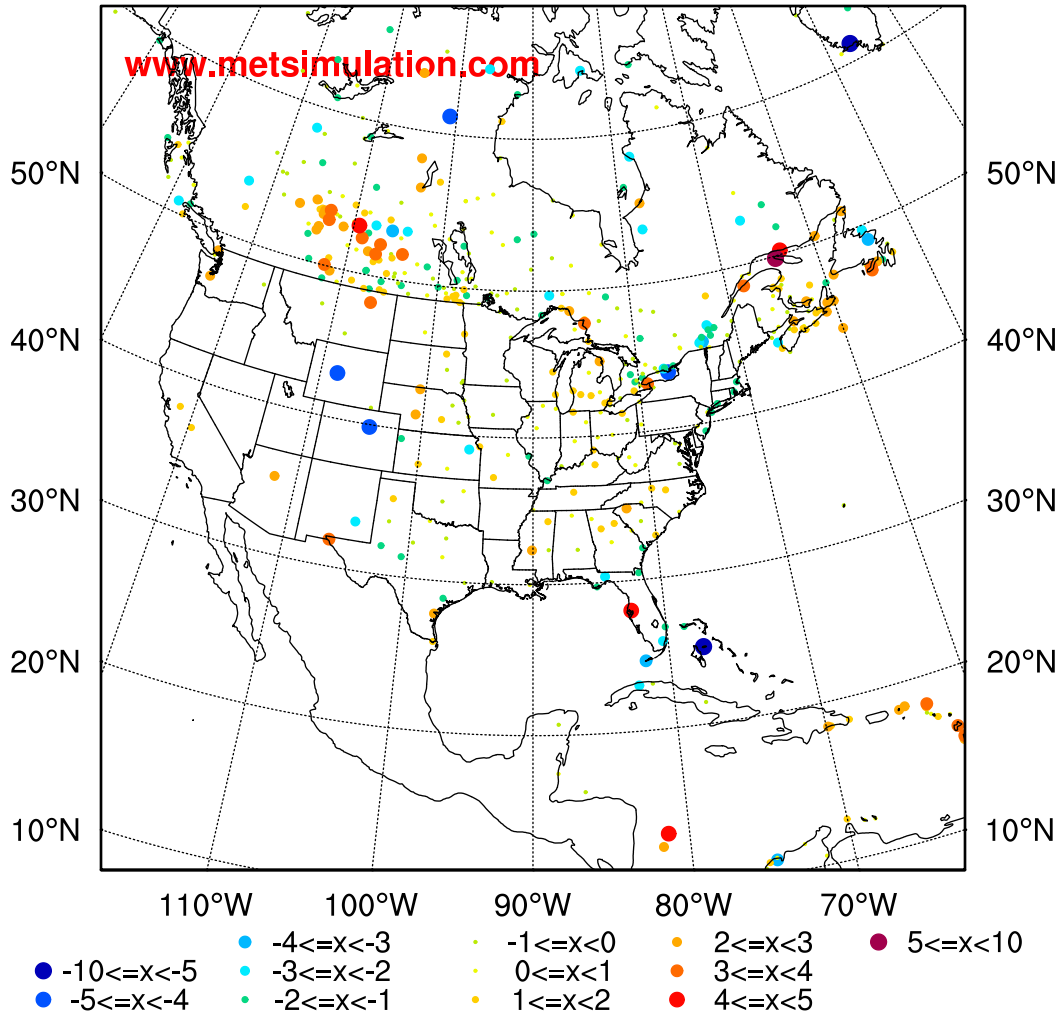 www.metsimulation.com
50°N 50°N
40°N 40°N
30°N 30°N
20°N 20°N
10°N 10°N
110°W 100°W 90°W 80°W 70°W
-4<=x<-3 -1<=x<0 2<=x<3 5<=x<10
-10<=x<-5 -3<=x<-2 0<=x<1 3<=x<4
-5<=x<-4 -2<=x<-1 1<=x<2 4<=x<5